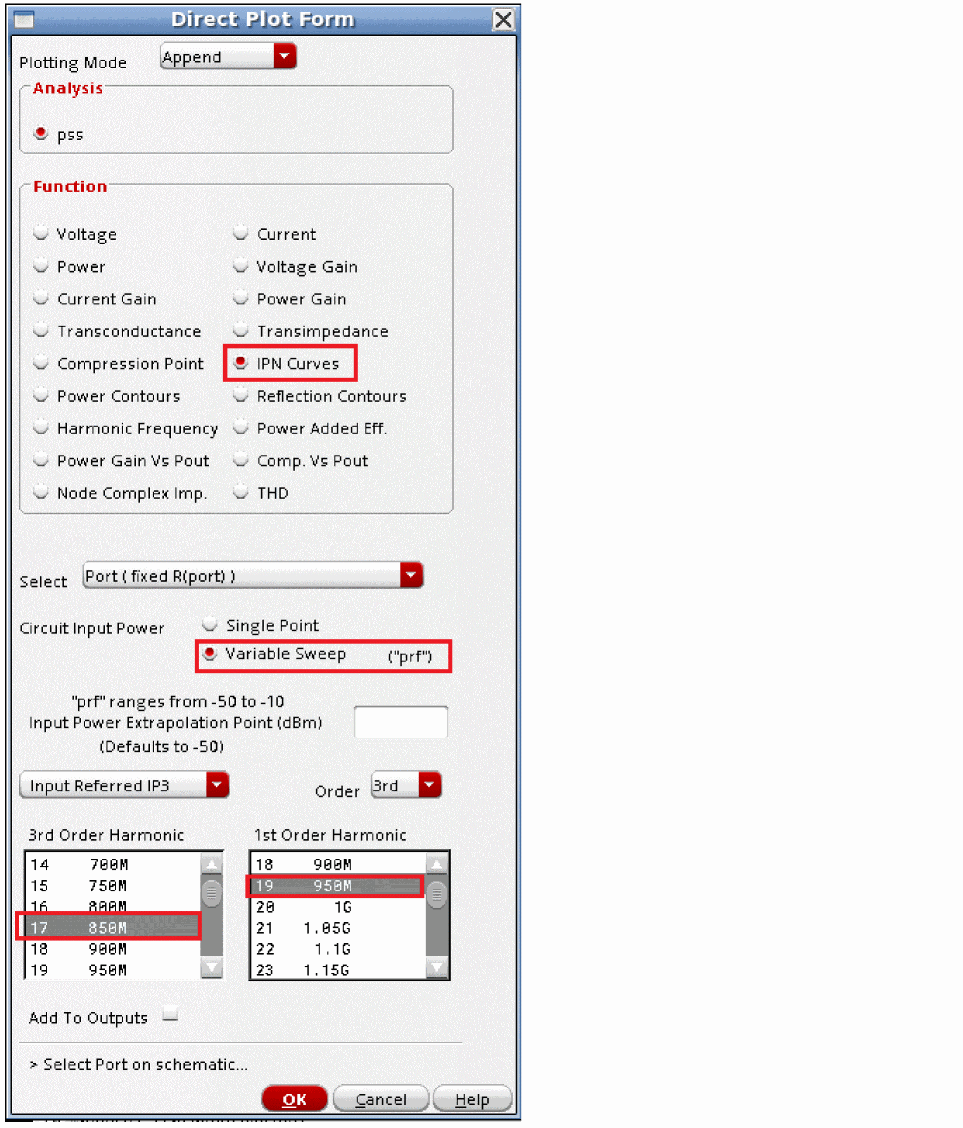 Direct Plot Form
Plotting Mode Append
Analysis
pss
Function
Voltage Current
Power Voltage Gain
Current Gain Power Gain
Transconductance Transimpedance
Compression Point IPN Curves
Power Contours Reflection Contours
Harmonic Frequency Power Added Eff.
Power Gain Vs Pout Comp. Vs Pout
Node Complex Imp. THD
Select Port ( fixed R(port) )
Circuit Input Power Single Point
Variable Sweep ("prf")
"prf" ranges from -50 to -10
Input Power Extrapolation Point (dBm)
(Defaults to -50)
Input Referred IP3 Order 3rd
3rd Order Harmonic 1st Order Harmonic
14 700M 18 900M
15 750M 19 950M
16 800M 20 1G
17 850M 21 1.05G
18 900M 22 1.1G
19 950M 23 1.15G
Add To Outputs
> Select Port on schematic...
OK Cancel Help